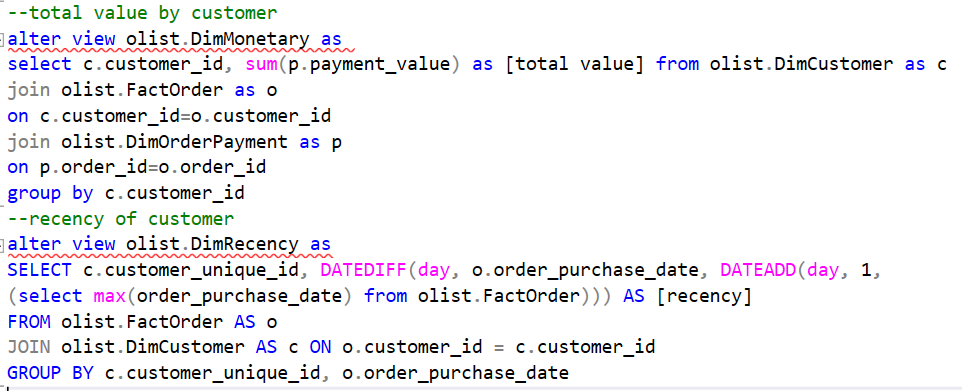 --total value by customer
alter view olist.DimMonetary as
select c.customer_id, sum(p.payment_value) as [total value] from olist.DimCustomer as c
join olist.FactOrder as o
on c.customer_id=o.customer_id
join olist.DimOrderPayment as p
on p.order_id=o.order_id
group by c.customer_id
--recency of customer
alter view olist.DimRecency as
SELECT c.customer_unique_id, DATEDIFF(day, o.order_purchase_date, DATEADD(day, 1,
(select max(order_purchase_date) from olist.FactOrder))) AS [recency]
FROM olist.FactOrder AS o
JOIN olist.DimCustomer AS c ON o.customer_id = c.customer_id
GROUP BY c.customer_unique_id, o.order_purchase_date